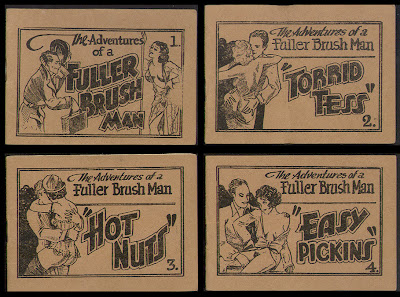 The Adventures
of a
FULLER
BRUSH
MAN
1.
The Adventures of a
Fuller Brush Man
"TORRID
TESS"
2.
The Adventures of a
Fuller Brush Man
"HOT
NUTS"
3.
The Adventures of a
Fuller Brush Man
"EASY
PICKINS"
4.